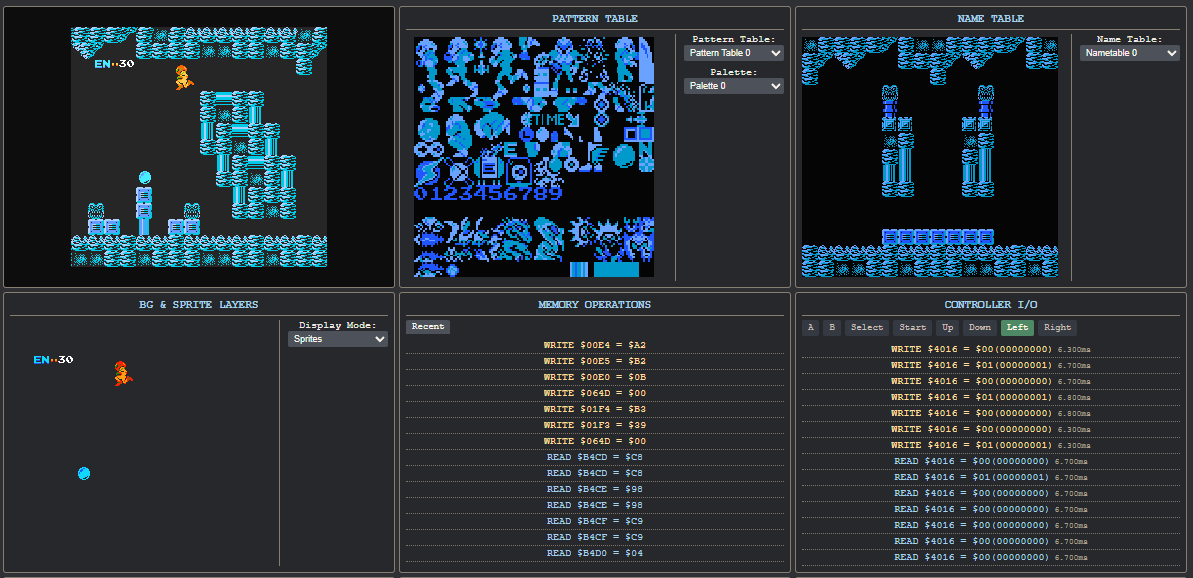 EN··30
PATTERN TABLE
Pattern Table:
Pattern Table 0
Palette:
Palette 0
TIME
E
N
0123456789
NAME TABLE
Name Table:
Nametable 0
BG & SPRITE LAYERS
Display Mode:
Sprites
EN··30
MEMORY OPERATIONS
Recent
WRITE $00E4 = $A2
WRITE $00E5 = $B2
WRITE $00E0 = $0B
WRITE $064D = $00
WRITE $01F4 = $B3
WRITE $01F3 = $39
WRITE $064D = $00
READ $B4CD = $C8
READ $B4CD = $C8
READ $B4CE = $98
READ $B4CE = $98
READ $B4CF = $C9
READ $B4CF = $C9
READ $B4D0 = $04
CONTROLLER I/O
A B Select Start Up Down Left Right
WRITE $4016 = $00(00000000) 6.300ms
WRITE $4016 = $01(00000001) 6.700ms
WRITE $4016 = $00(00000000) 6.700ms
WRITE $4016 = $01(00000001) 6.800ms
WRITE $4016 = $00(00000000) 6.800ms
WRITE $4016 = $00(00000000) 6.300ms
WRITE $4016 = $01(00000001) 6.300ms
READ $4016 = $00(00000000) 6.700ms
READ $4016 = $01(00000001) 6.700ms
READ $4016 = $00(00000000) 6.700ms
READ $4016 = $00(00000000) 6.700ms
READ $4016 = $00(00000000) 6.700ms
READ $4016 = $00(00000000) 6.700ms
READ $4016 = $00(00000000) 6.700ms